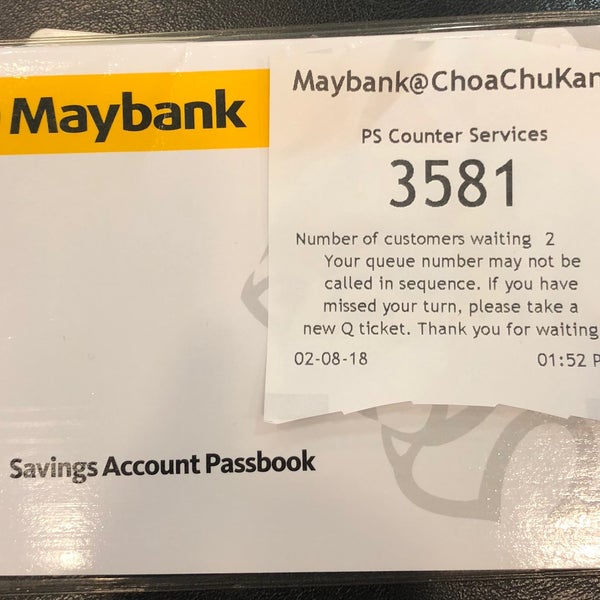 Maybank
Maybank@ChoaChuKan
PS Counter Services
3581
Number of customers waiting 2
Your queue number may not be
called in sequence. If you have
missed your turn, please take a
new Q ticket. Thank you for waiting
02-08-18 01:52 P
Savings Account Passbook